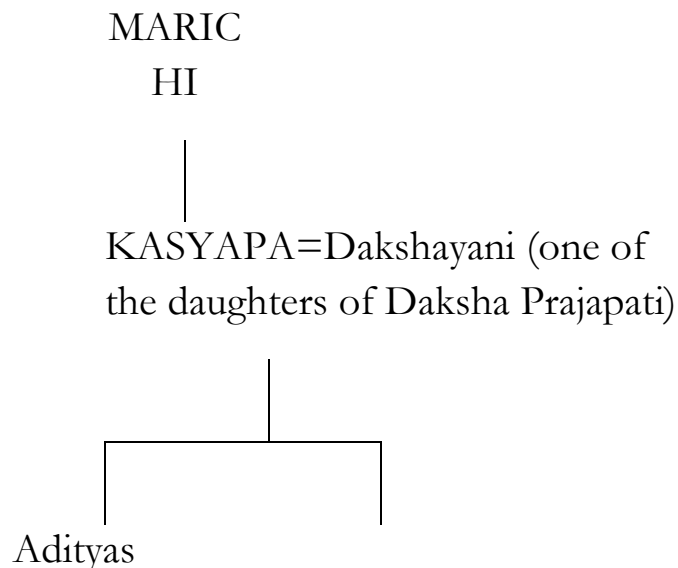 MARIC
HI
KASYAPA=Dakshayani (one of
the daughters of Daksha Prajapati)
Adityas